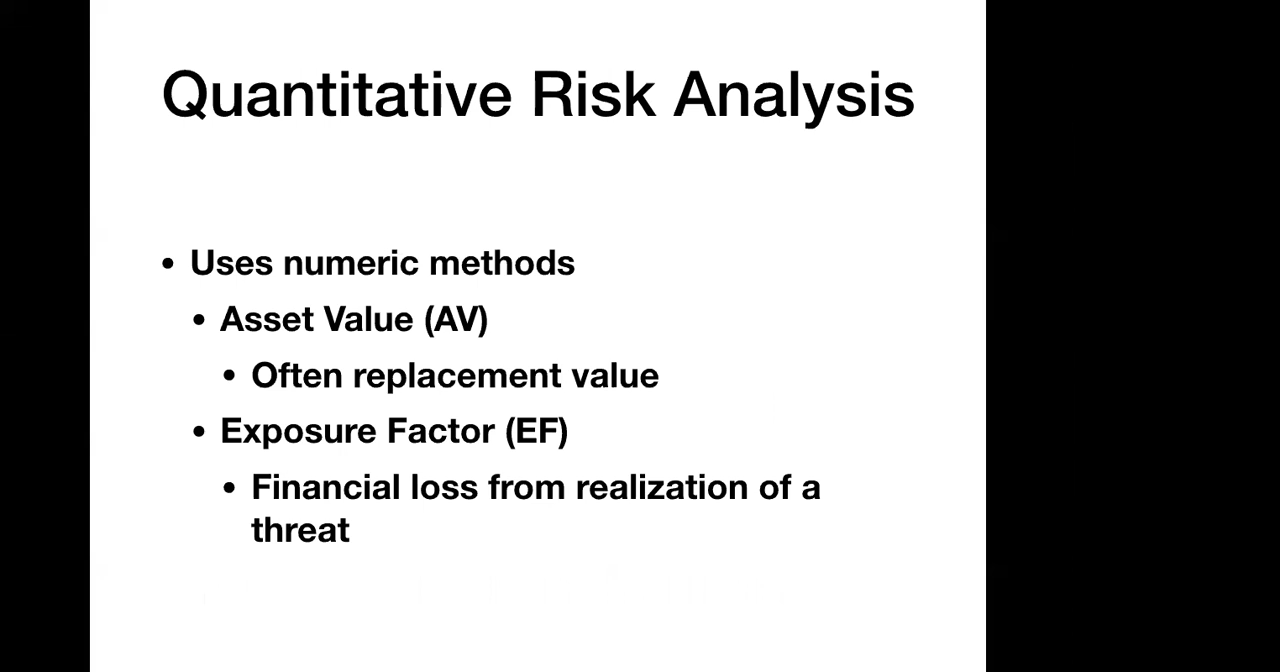 Quantitative Risk Analysis
• Uses numeric methods
• Asset Value (AV)
• Often replacement value
• Exposure Factor (EF)
• Financial loss from realization of a
threat